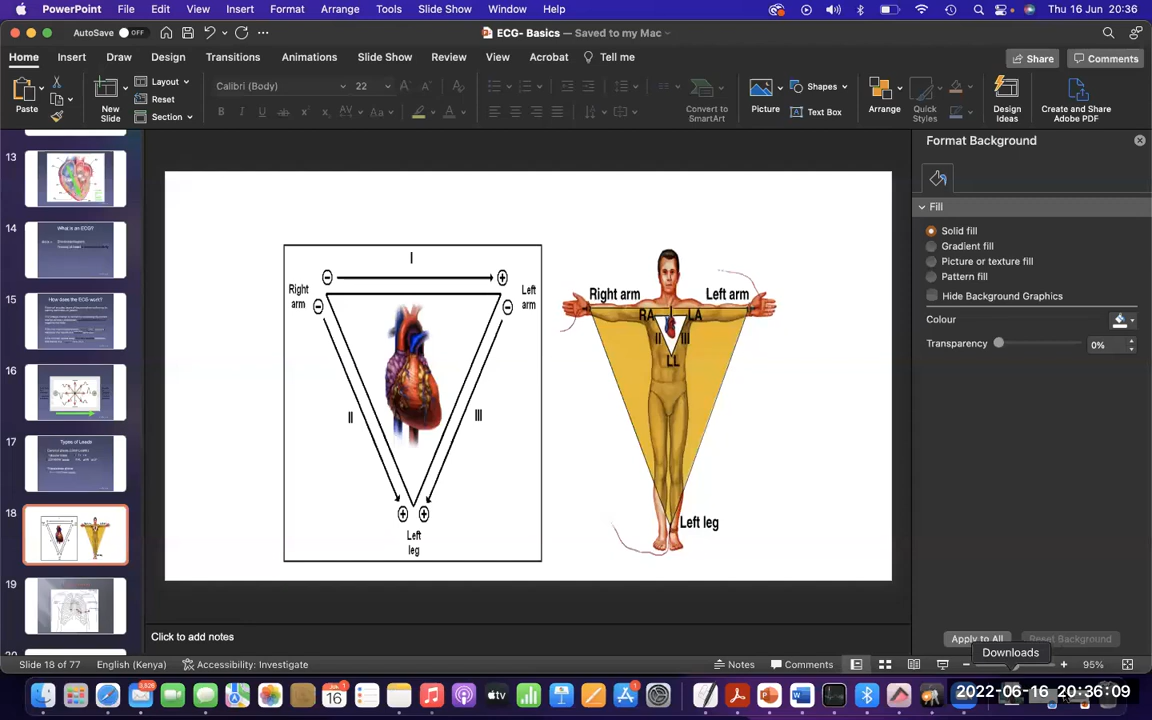 PowerPoint File Edit View Insert Format Arrange Tools Slide Show Window Help Thu 16 Jun 20:36
AutoSave OFF ECG- Basics — Saved to my Mac
Home Insert Draw Design Transitions Animations Slide Show Review View Acrobat Tell me Share Comments
Paste New Slide Layout Reset Section
Calibri (Body) 22
Convert to SmartArt
Picture Shapes Text Box
Arrange Quick Styles
Design Ideas
Create and Share Adobe PDF
13
14 What is an ECG?
15 How does the ECG work?
16
17 Types of Leads
18
19
I
Right arm
Left arm
II
III
Left leg
Right arm Left arm
RA LA
II III
LL
Left leg
Format Background
Fill
Solid fill
Gradient fill
Picture or texture fill
Pattern fill
Hide Background Graphics
Colour
Transparency 0%
Apply to All Reset Background
Downloads
Click to add notes
Slide 18 of 77 English (Kenya) Accessibility: Investigate Notes Comments 95%
3,826
JUN 16
tv
2022-06-16 20:36:09